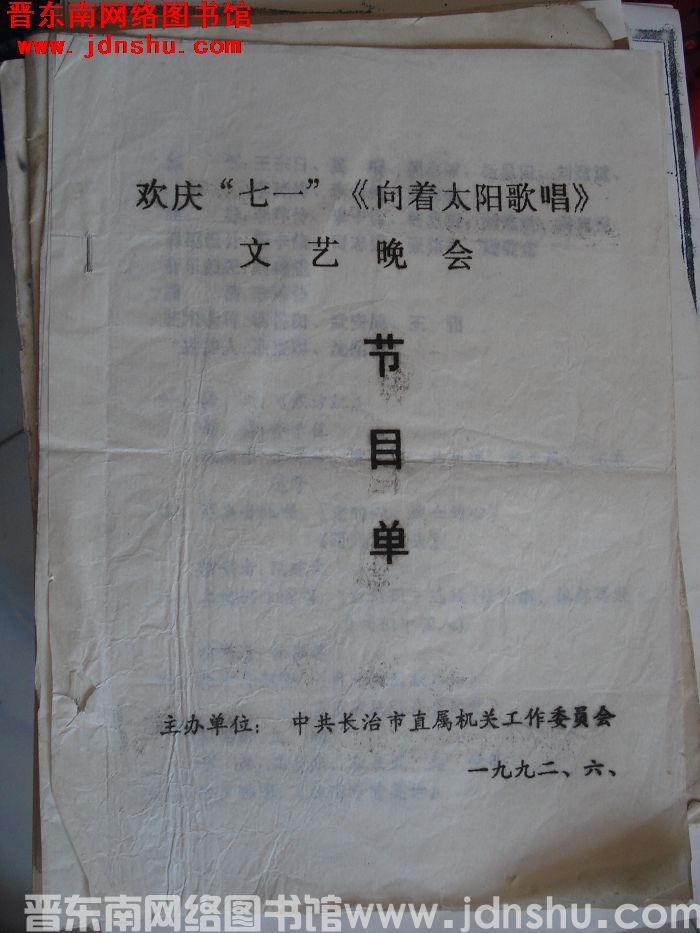 晋东南网络图书馆
www.jdnshu.com
欢庆“七一”《向着太阳歌唱》
文艺晚会
节
目
单
主办单位：中共长治市直属机关工作委员会
一九九二、六、
晋东南网络图书馆 www.jdnshu.com